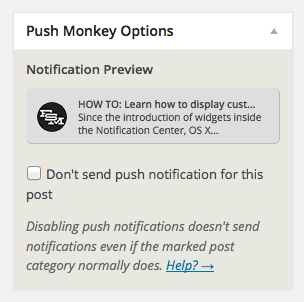 Push Monkey Options
Notification Preview
HOW TO: Learn how to display cust...
Since the introduction of widgets inside
the Notification Center, OS X...
Don't send push notification for this
post
Disabling push notifications doesn't send
notifications even if the marked post
category normally does. Help? →